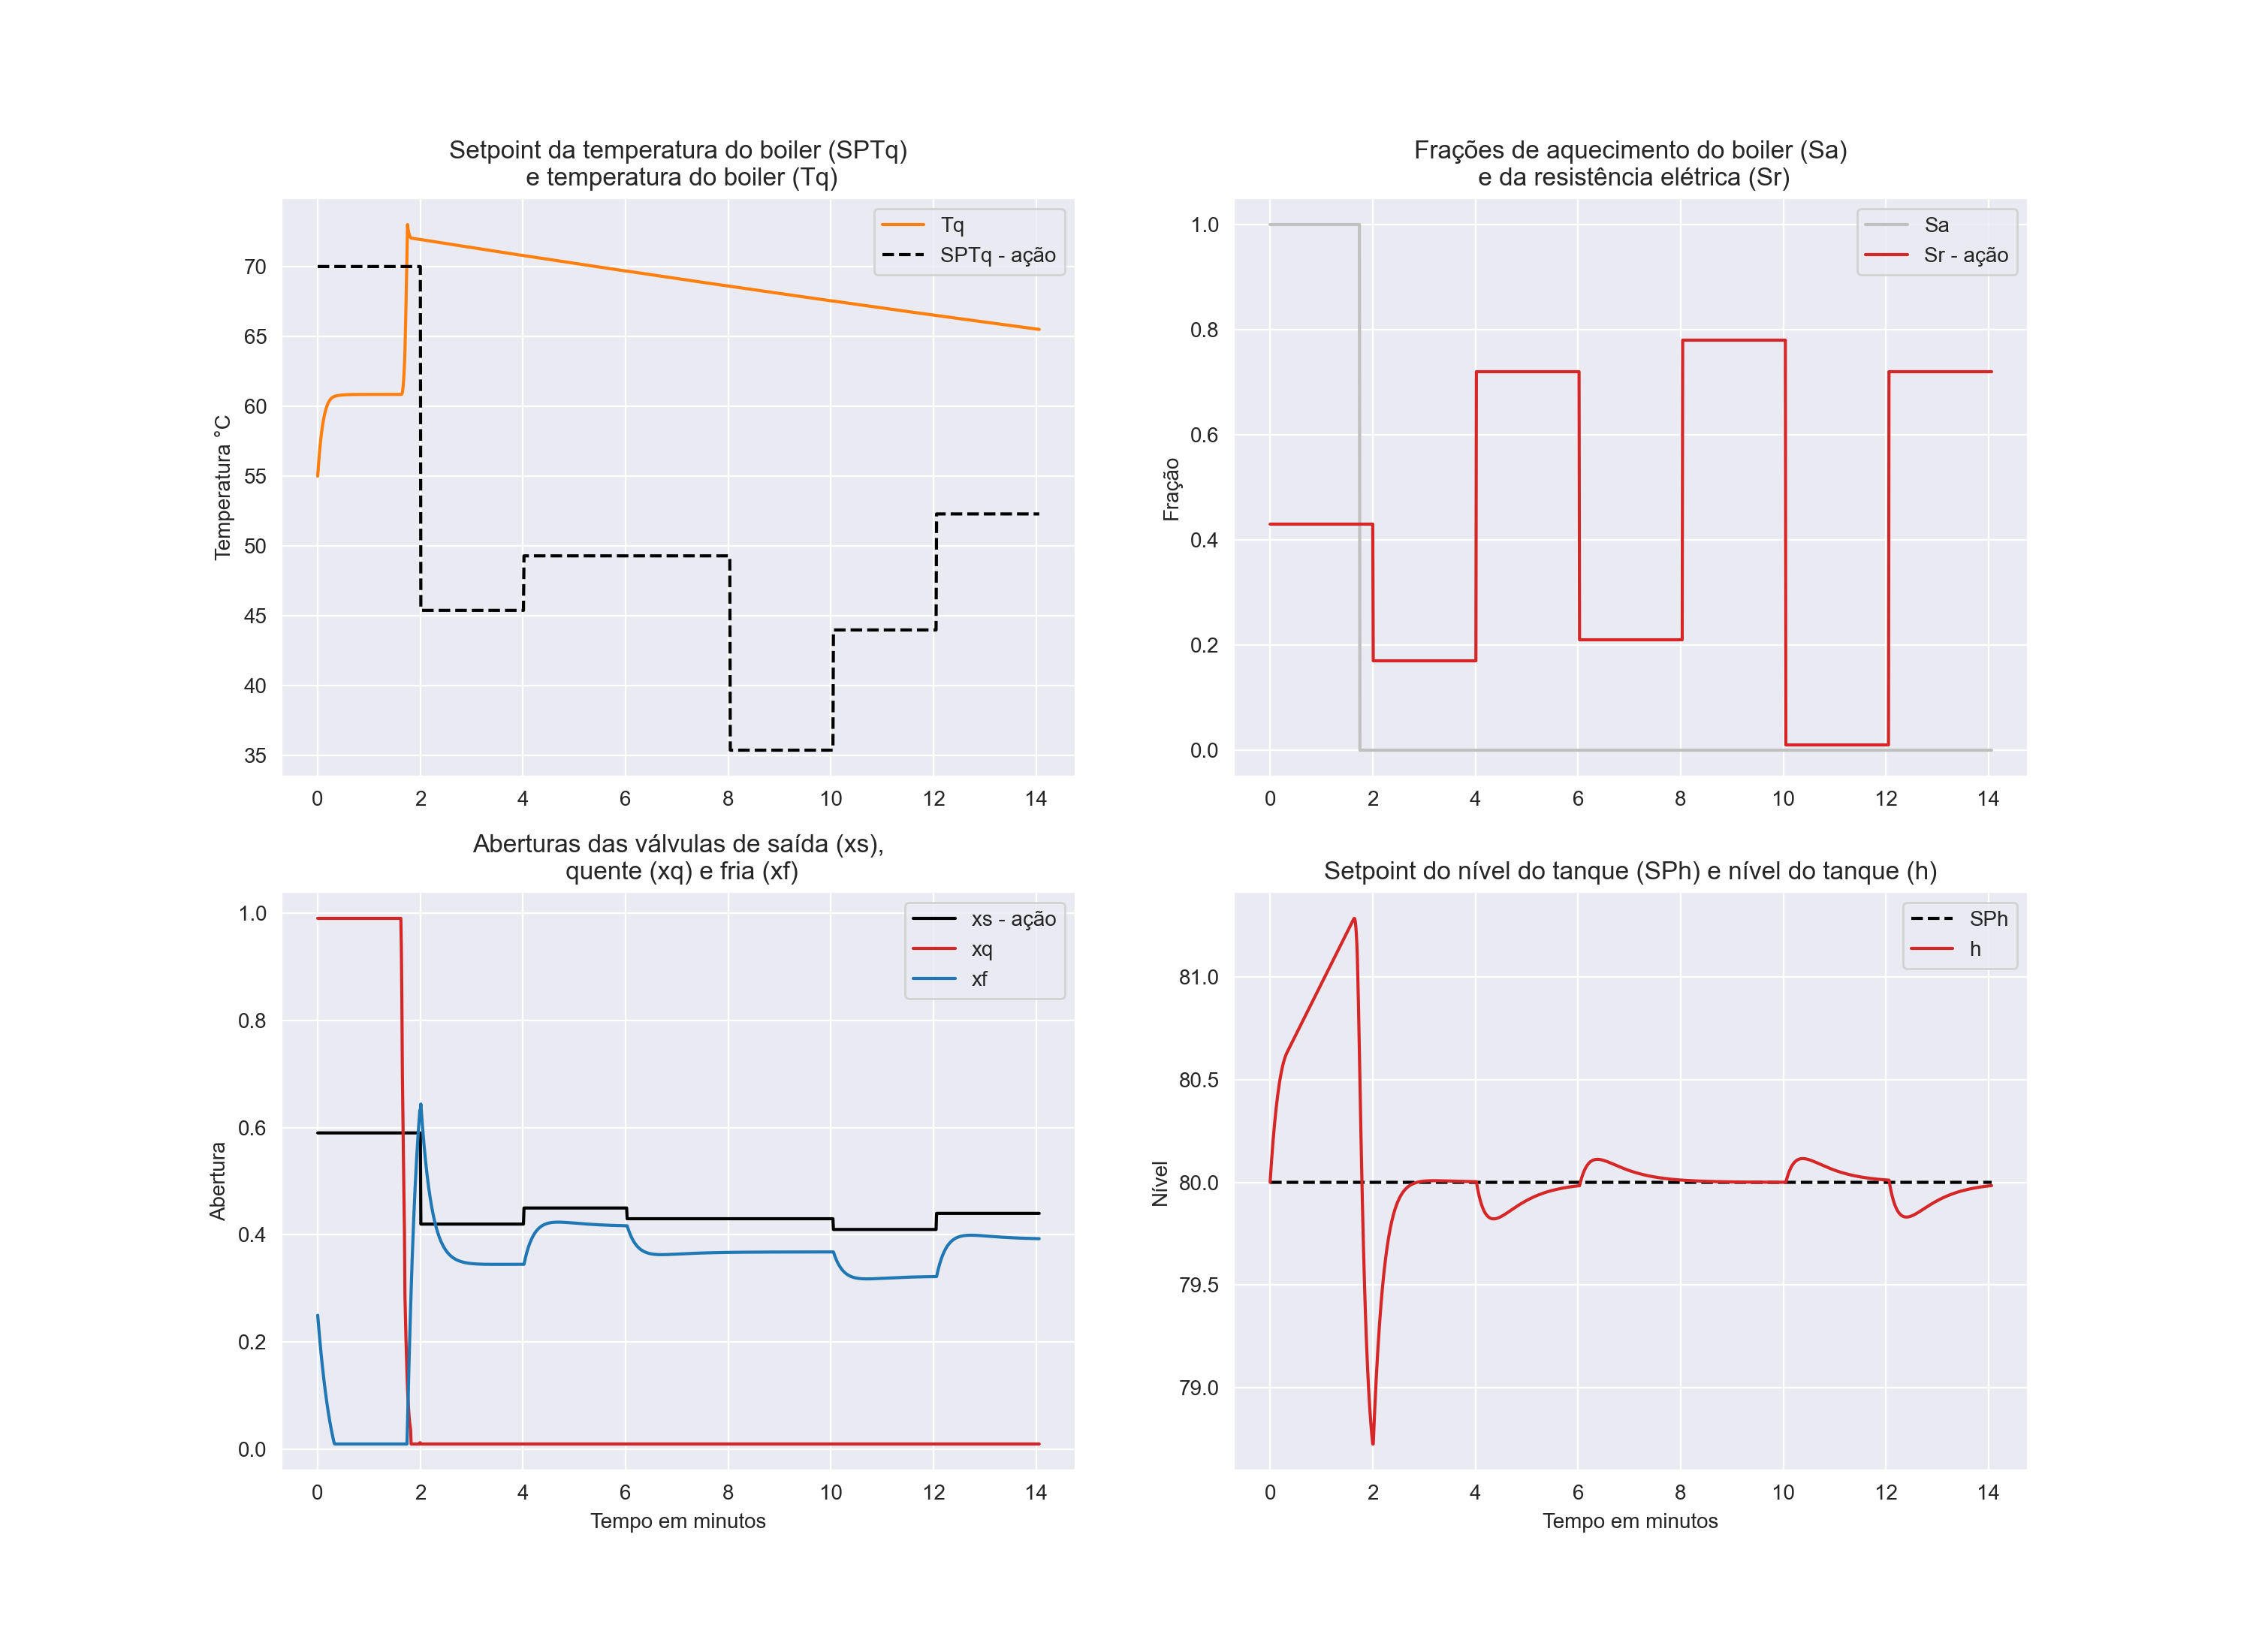 Setpoint da temperatura do boiler (SPTq)
e temperatura do boiler (Tq)
Temperatura °C
70
65
60
55
50
45
40
35
0 2 4 6 8 10 12 14
Tq
SPTq - ação
Frações de aquecimento do boiler (Sa)
e da resistência elétrica (Sr)
Fração
1.0
0.8
0.6
0.4
0.2
0.0
0 2 4 6 8 10 12 14
Sa
Sr - ação
Aberturas das válvulas de saída (xs),
quente (xq) e fria (xf)
Abertura
1.0
0.8
0.6
0.4
0.2
0.0
0 2 4 6 8 10 12 14
Tempo em minutos
xs - ação
xq
xf
Setpoint do nível do tanque (SPh) e nível do tanque (h)
Nível
81.0
80.5
80.0
79.5
79.0
0 2 4 6 8 10 12 14
Tempo em minutos
SPh
h